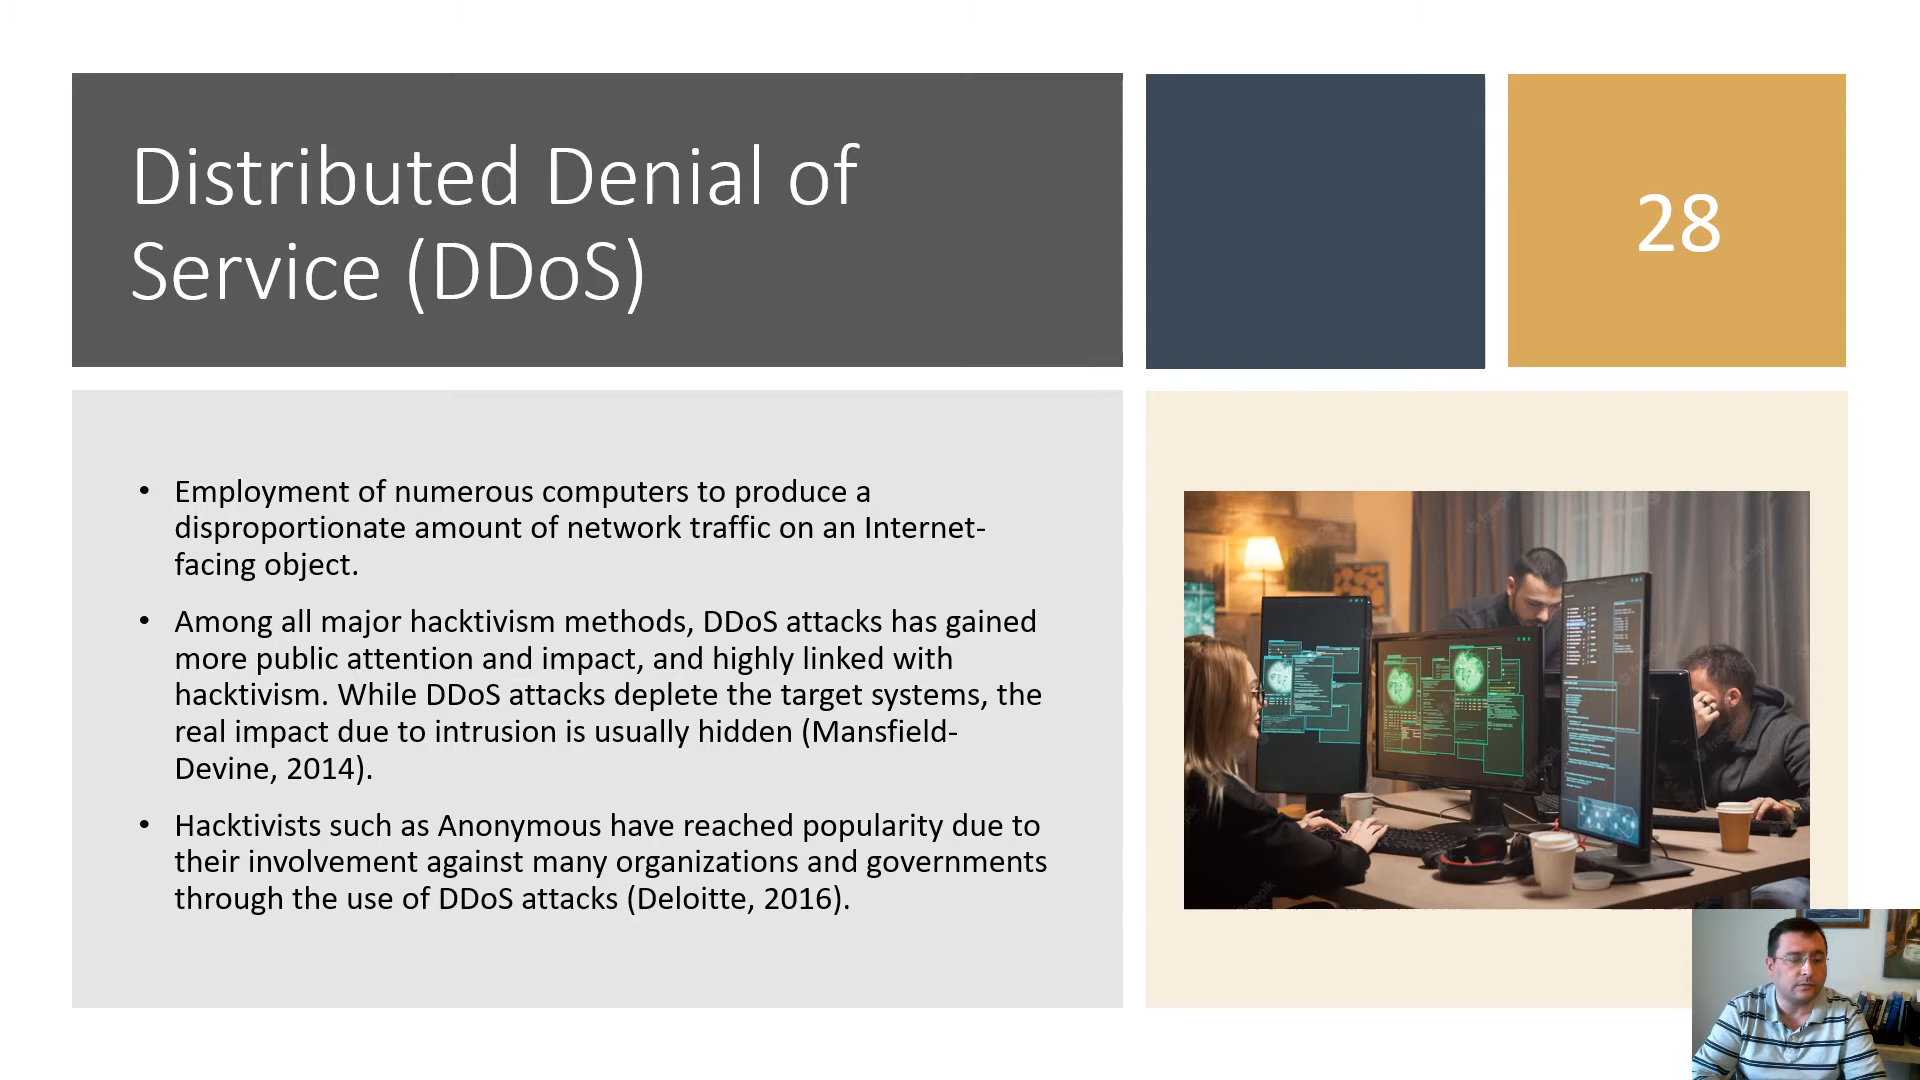 Distributed Denial of
Service (DDoS)
28
• Employment of numerous computers to produce a
disproportionate amount of network traffic on an Internet-
facing object.
• Among all major hacktivism methods, DDoS attacks has gained
more public attention and impact, and highly linked with
hacktivism. While DDoS attacks deplete the target systems, the
real impact due to intrusion is usually hidden (Mansfield-
Devine, 2014).
• Hacktivists such as Anonymous have reached popularity due to
their involvement against many organizations and governments
through the use of DDoS attacks (Deloitte, 2016).